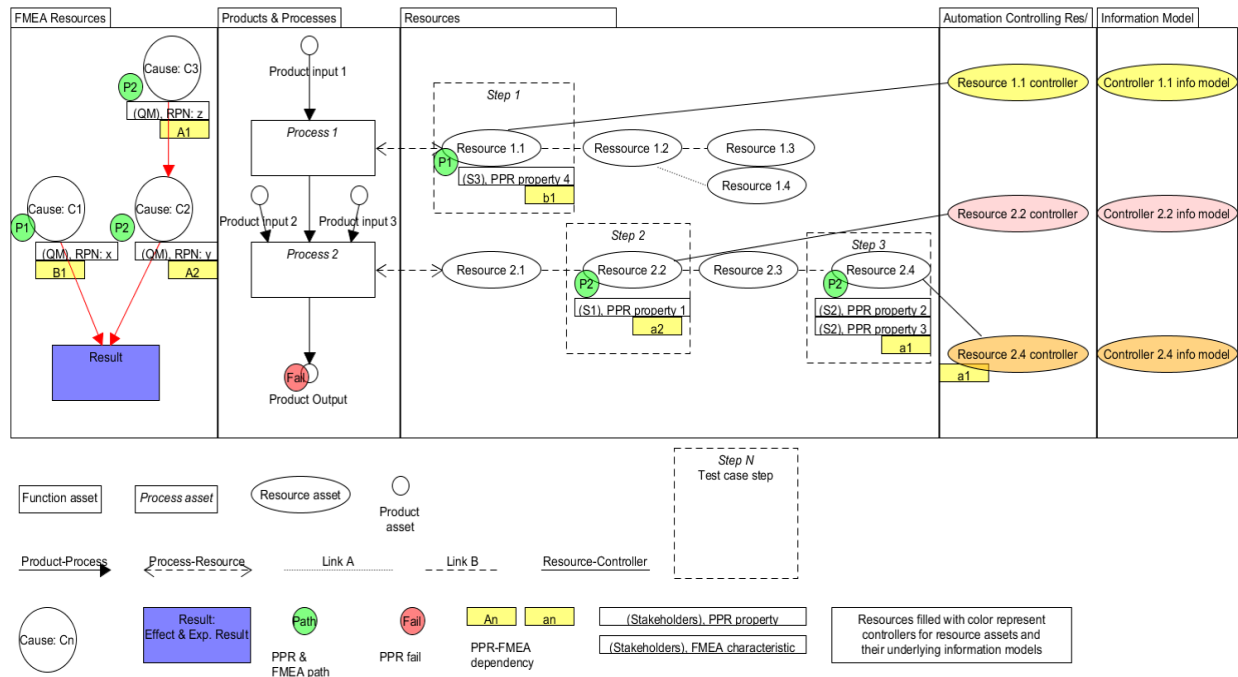 FMEA Resources
Products & Processes
Resources
Automation Controlling Res/
Information Model
Cause: C3
P2
(QM), RPN: z
A1
Cause: C1
P1
(QM), RPN: x
B1
Cause: C2
P2
(QM), RPN: y
A2
Result
Product input 1
Process 1
Product input 2
Product input 3
Process 2
Fail
Product Output
Step 1
Resource 1.1
P1
(S3), PPR property 4
b1
Ressource 1.2
Resource 1.3
Resource 1.4
Resource 2.1
Step 2
Resource 2.2
P2
(S1), PPR property 1
a2
Resource 2.3
Step 3
Resource 2.4
P2
(S2), PPR property 2
(S2), PPR property 3
a1
Resource 1.1 controller
Controller 1.1 info model
Resource 2.2 controller
Controller 2.2 info model
Resource 2.4 controller
a1
Controller 2.4 info model
Function asset
Process asset
Resource asset
Product
asset
Step N
Test case step
Product-Process
Process-Resource
Link A
Link B
Resource-Controller
Cause: Cn
Result:
Effect & Exp. Result
Path
PPR &
FMEA path
Fail
PPR fail
An
an
PPR-FMEA
dependency
(Stakeholders), PPR property
(Stakeholders), FMEA characteristic
Resources filled with color represent
controllers for resource assets and
their underlying information models